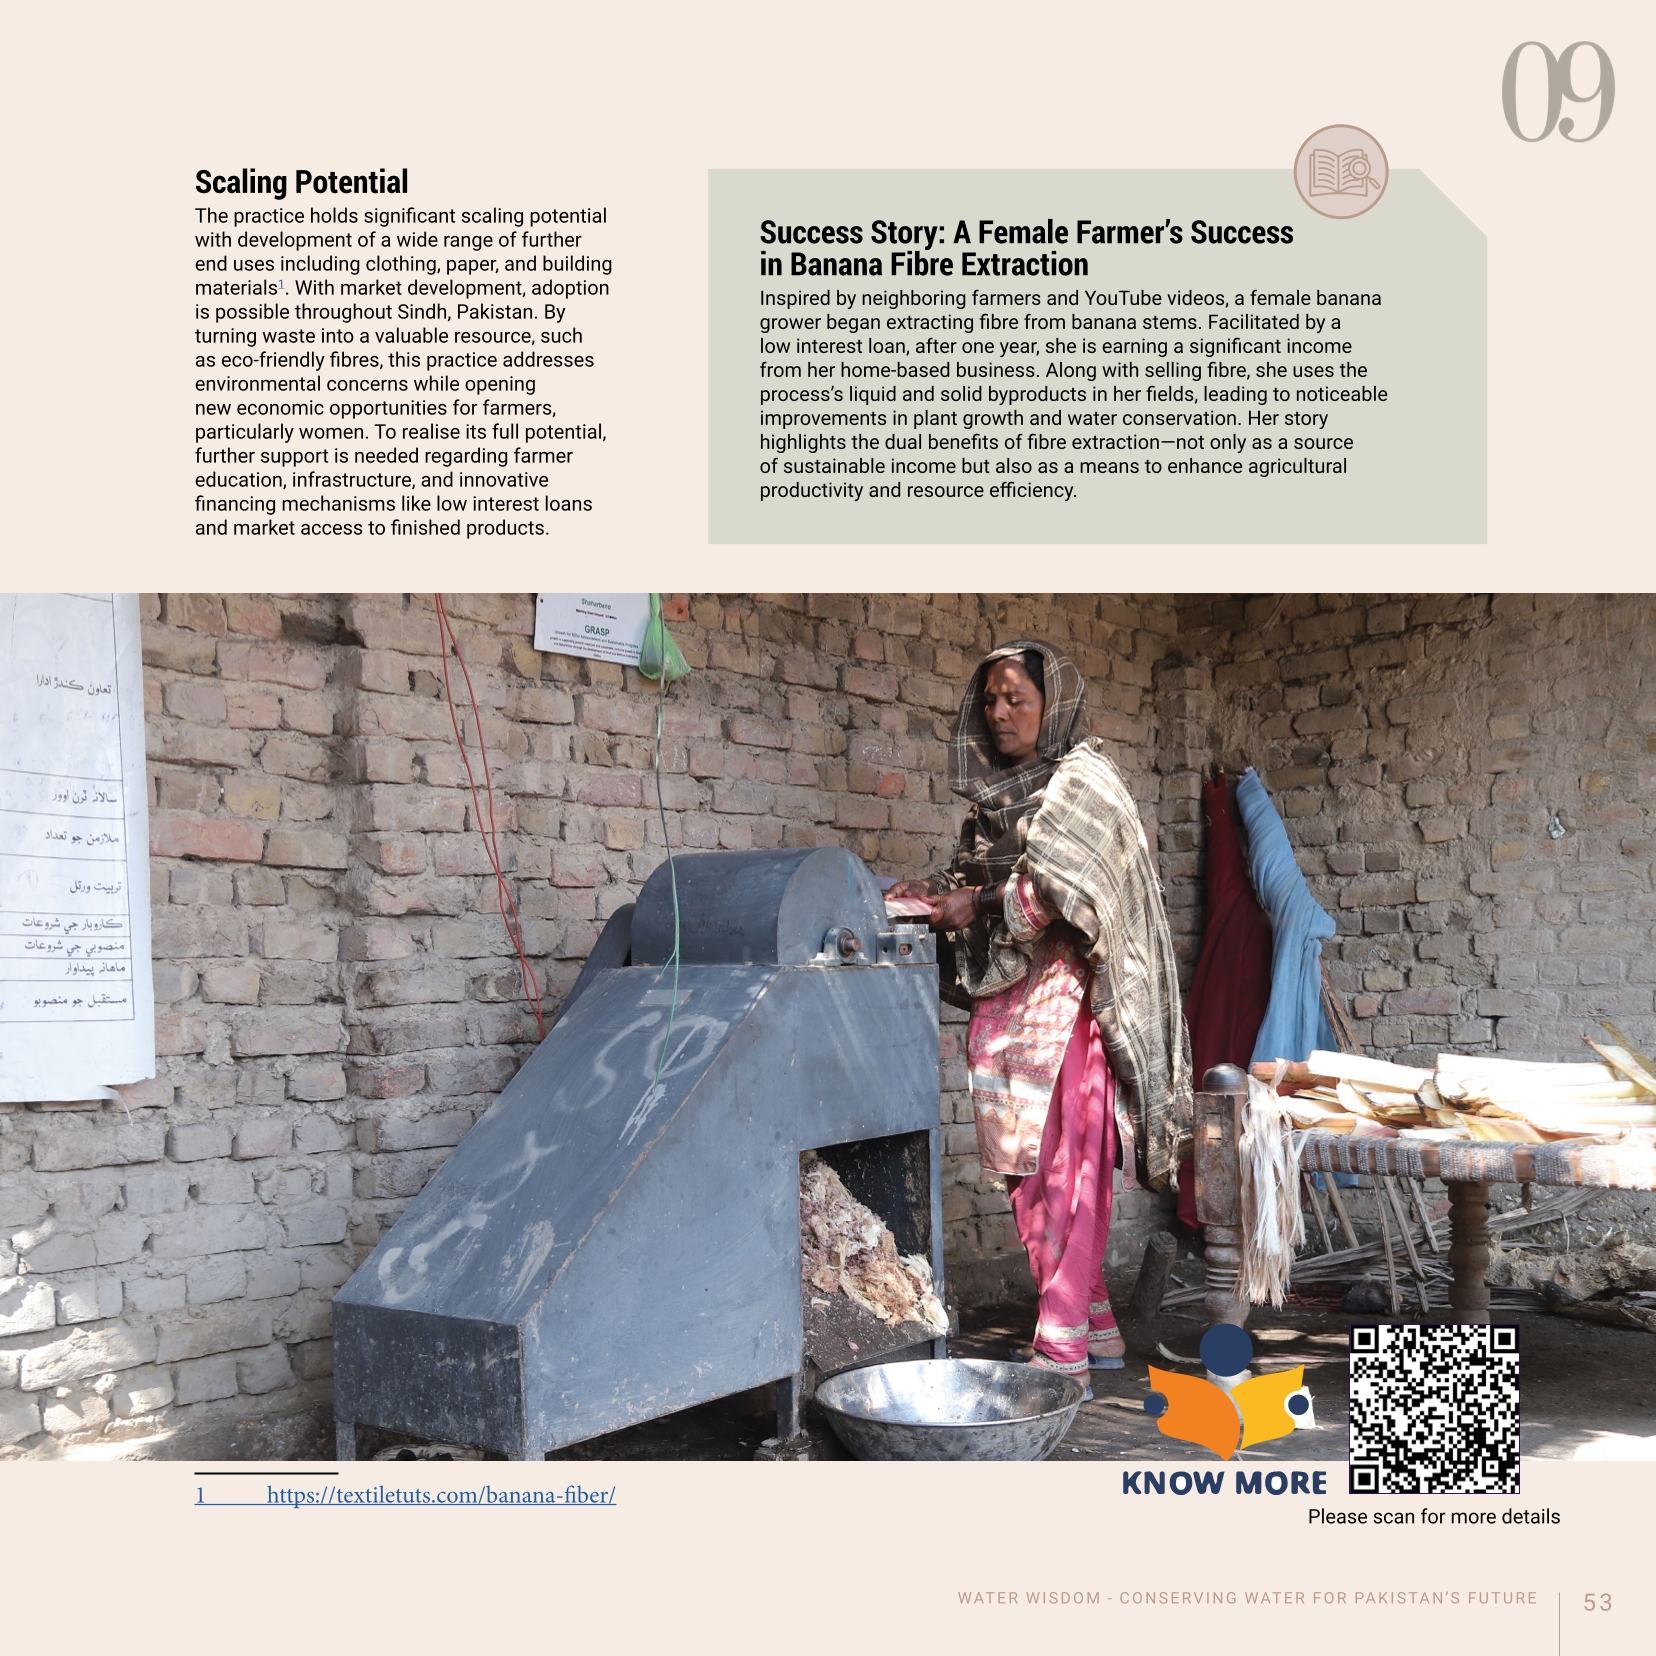 09
Scaling Potential
The practice holds significant scaling potential
with development of a wide range of further
end uses including clothing, paper, and building
materials1. With market development, adoption
is possible throughout Sindh, Pakistan. By
turning waste into a valuable resource, such
as eco-friendly fibres, this practice addresses
environmental concerns while opening
new economic opportunities for farmers,
particularly women. To realise its full potential,
further support is needed regarding farmer
education, infrastructure, and innovative
financing mechanisms like low interest loans
and market access to finished products.
Success Story: A Female Farmer’s Success
in Banana Fibre Extraction
Inspired by neighboring farmers and YouTube videos, a female banana
grower began extracting fibre from banana stems. Facilitated by a
low interest loan, after one year, she is earning a significant income
from her home-based business. Along with selling fibre, she uses the
process’s liquid and solid byproducts in her fields, leading to noticeable
improvements in plant growth and water conservation. Her story
highlights the dual benefits of fibre extraction—not only as a source
of sustainable income but also as a means to enhance agricultural
productivity and resource efficiency.
GRASP
تعاون ڪندڙ ادارا
سالانہ ٽرن اوور
ملازمن جو تعداد
تربيت ورتل
ڪاروبار جي شروعات
منصوبي جي شروعات
ماهانہ پيداوار
مستقبل جو منصوبو
KNOW MORE
Please scan for more details
1 https://textiletuts.com/banana-fiber/
WATER WISDOM - CONSERVING WATER FOR PAKISTAN’S FUTURE
53